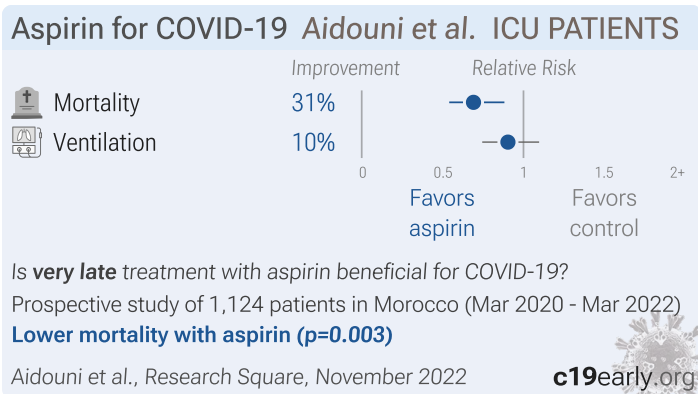 Aspirin for COVID-19 Aidouni et al. ICU PATIENTS
Improvement Relative Risk
Mortality 31%
Ventilation 10%
0 0.5 1 1.5 2+
Favors aspirin Favors control
Is very late treatment with aspirin beneficial for COVID-19?
Prospective study of 1,124 patients in Morocco (Mar 2020 - Mar 2022)
Lower mortality with aspirin (p=0.003)
Aidouni et al., Research Square, November 2022 c19early.org